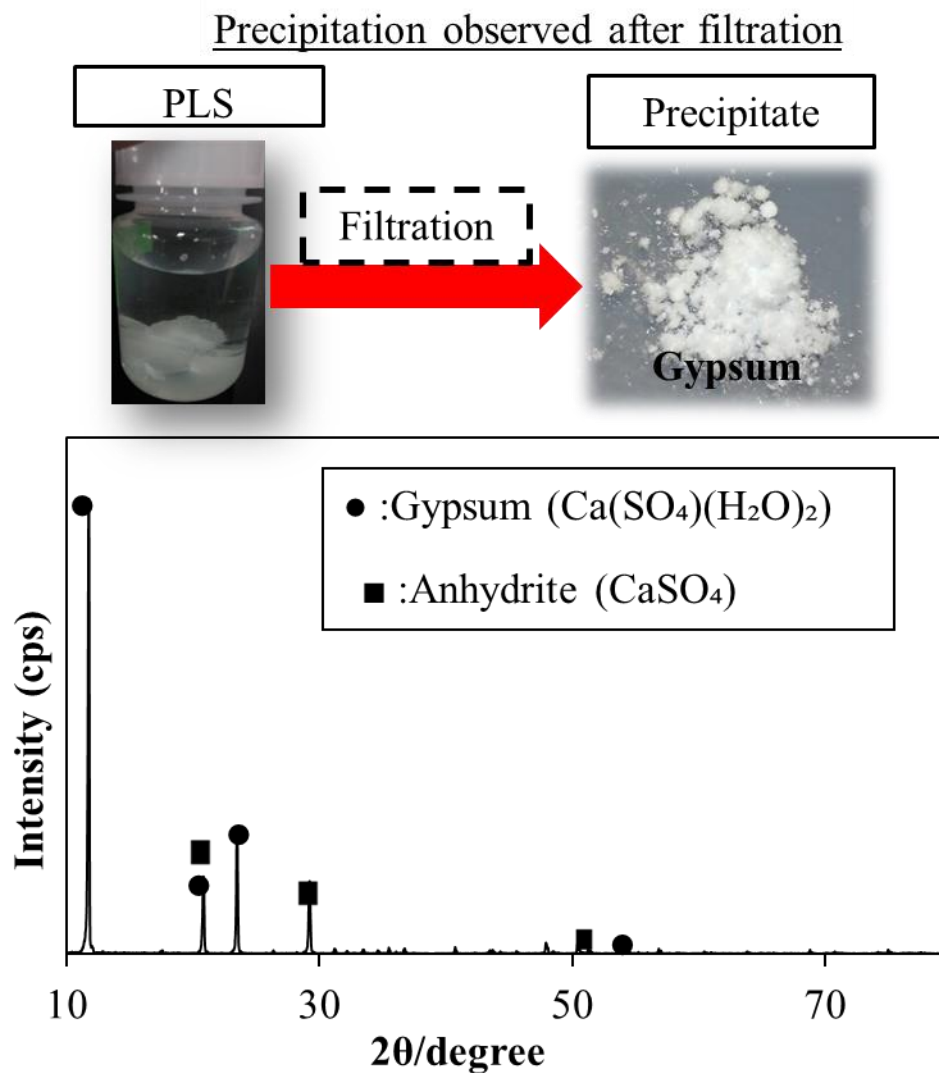 Precipitation observed after filtration
PLS
Precipitate
Filtration
Gypsum
● :Gypsum (Ca(SO₄)(H₂O)₂)
■ :Anhydrite (CaSO₄)
Intensity (cps)
10 30 50 70
2θ/degree